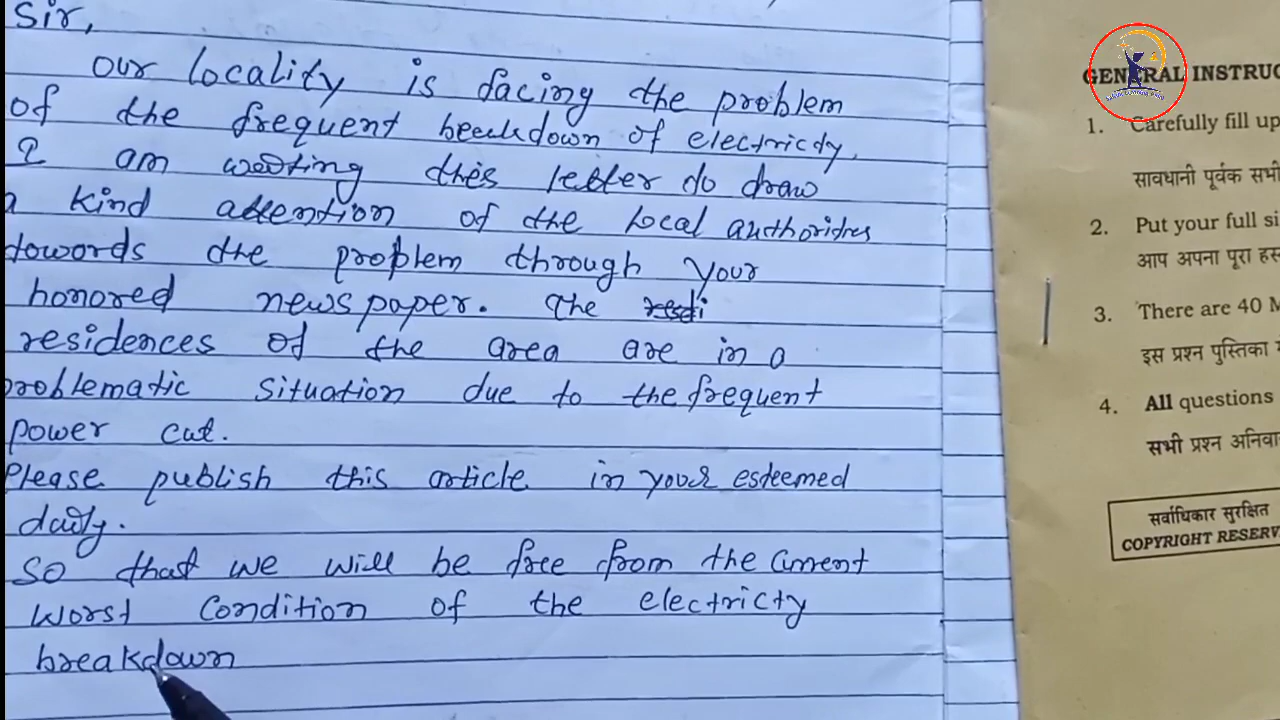 Sir,
our locality is facing the problem
of the frequent breakdown of electricty.
I am writing this letter to draw
a kind attention of the local authorites
towords the problem through your
honored newspaper. The resdi
residences of the area are in a
problematic situation due to the frequent
power cut.
Please publish this article in your esteemed
daily.
So that we will be free from the current
worst condition of the electricty
breakdown
GENERAL INSTRUC
1. Carefully fill up
सावधानी पूर्वक सभी
2. Put your full si
आप अपना पूरा हस्त
3. There are 40 M
इस प्रश्न पुस्तिका म
4. All questions
सभी प्रश्न अनिवा
सर्वाधिकार सुरक्षित
COPYRIGHT RESERV